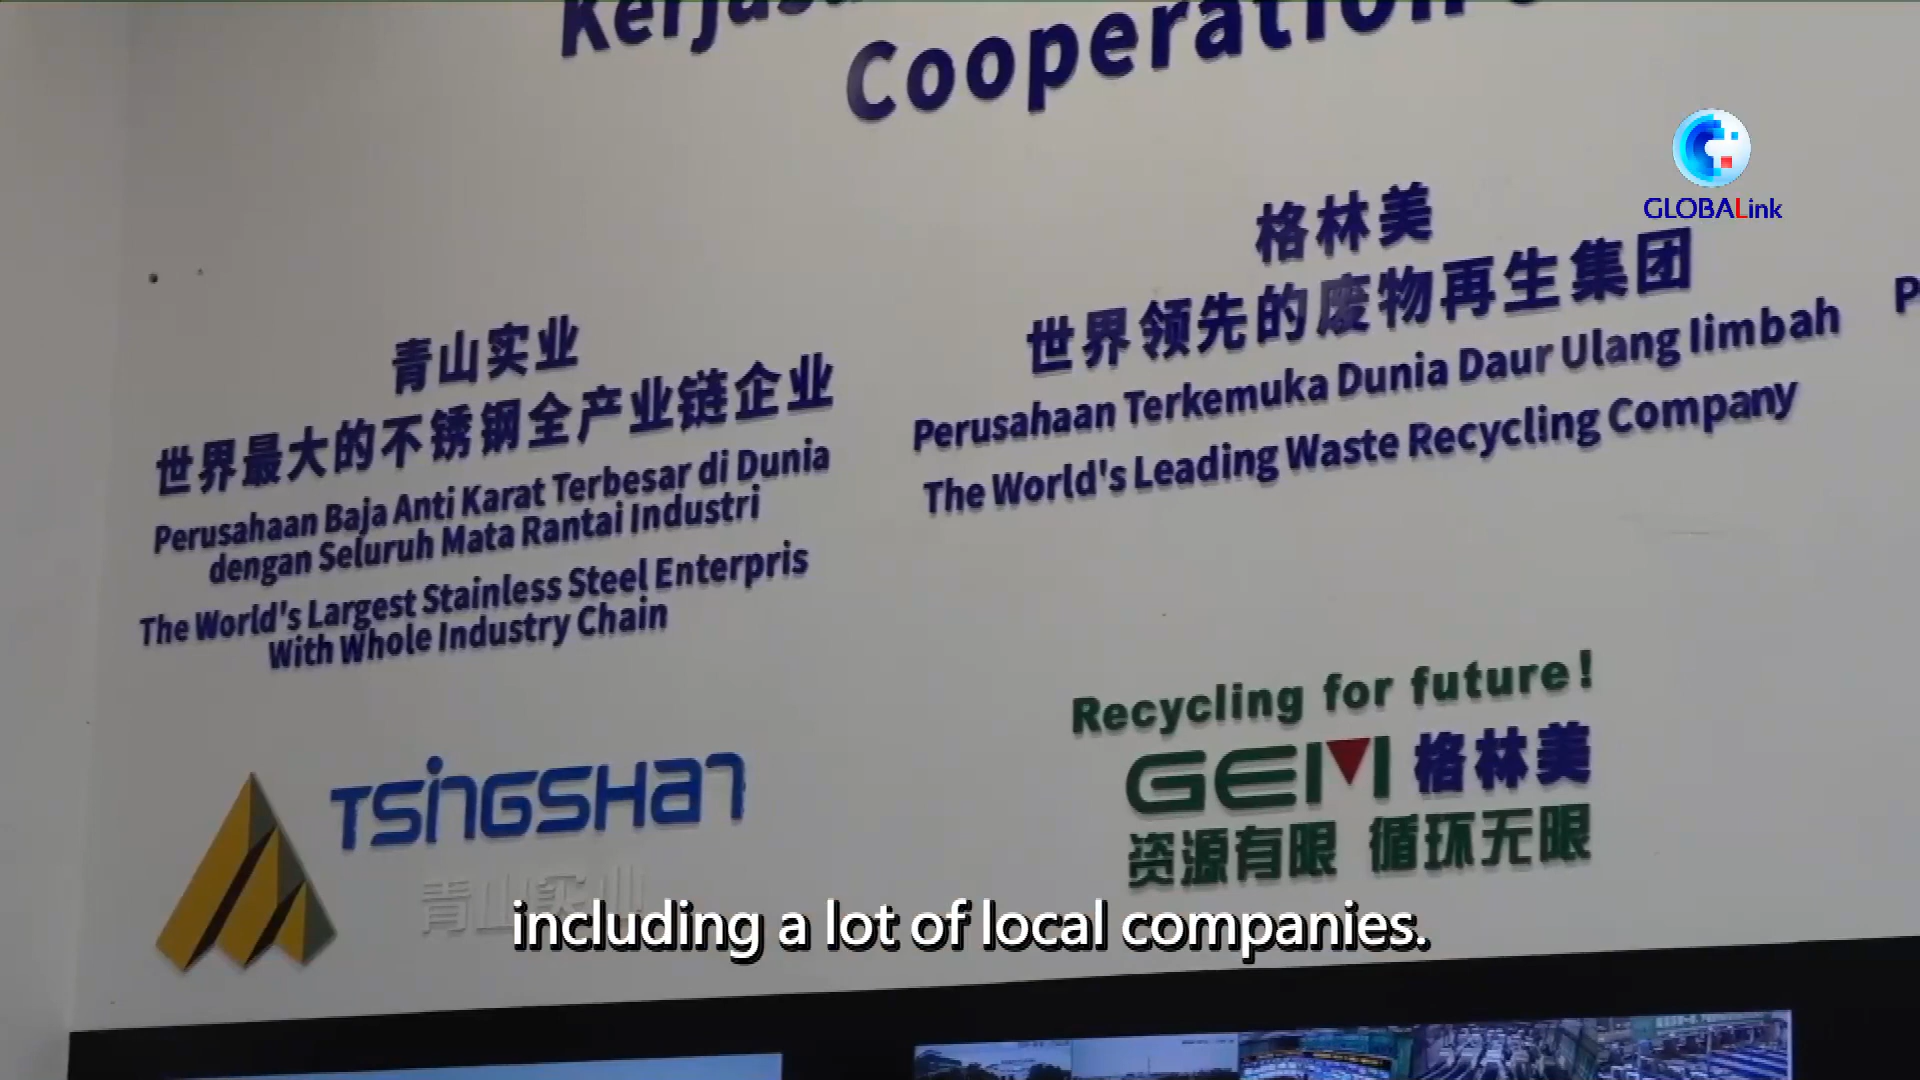 Cooperation
GLOBALink
青山实业
世界最大的不锈钢全产业链企业
Perusahaan Baja Anti Karat Terbesar di Dunia
dengan Seluruh Mata Rantai Industri
The World's Largest Stainless Steel Enterpris
With Whole Industry Chain
TSINGSHAN
青山实业
格林美
世界领先的废物再生集团
Perusahaan Terkemuka Dunia Daur Ulang limbah
The World's Leading Waste Recycling Company
Recycling for future!
GEM 格林美
资源有限 循环无限
including a lot of local companies.